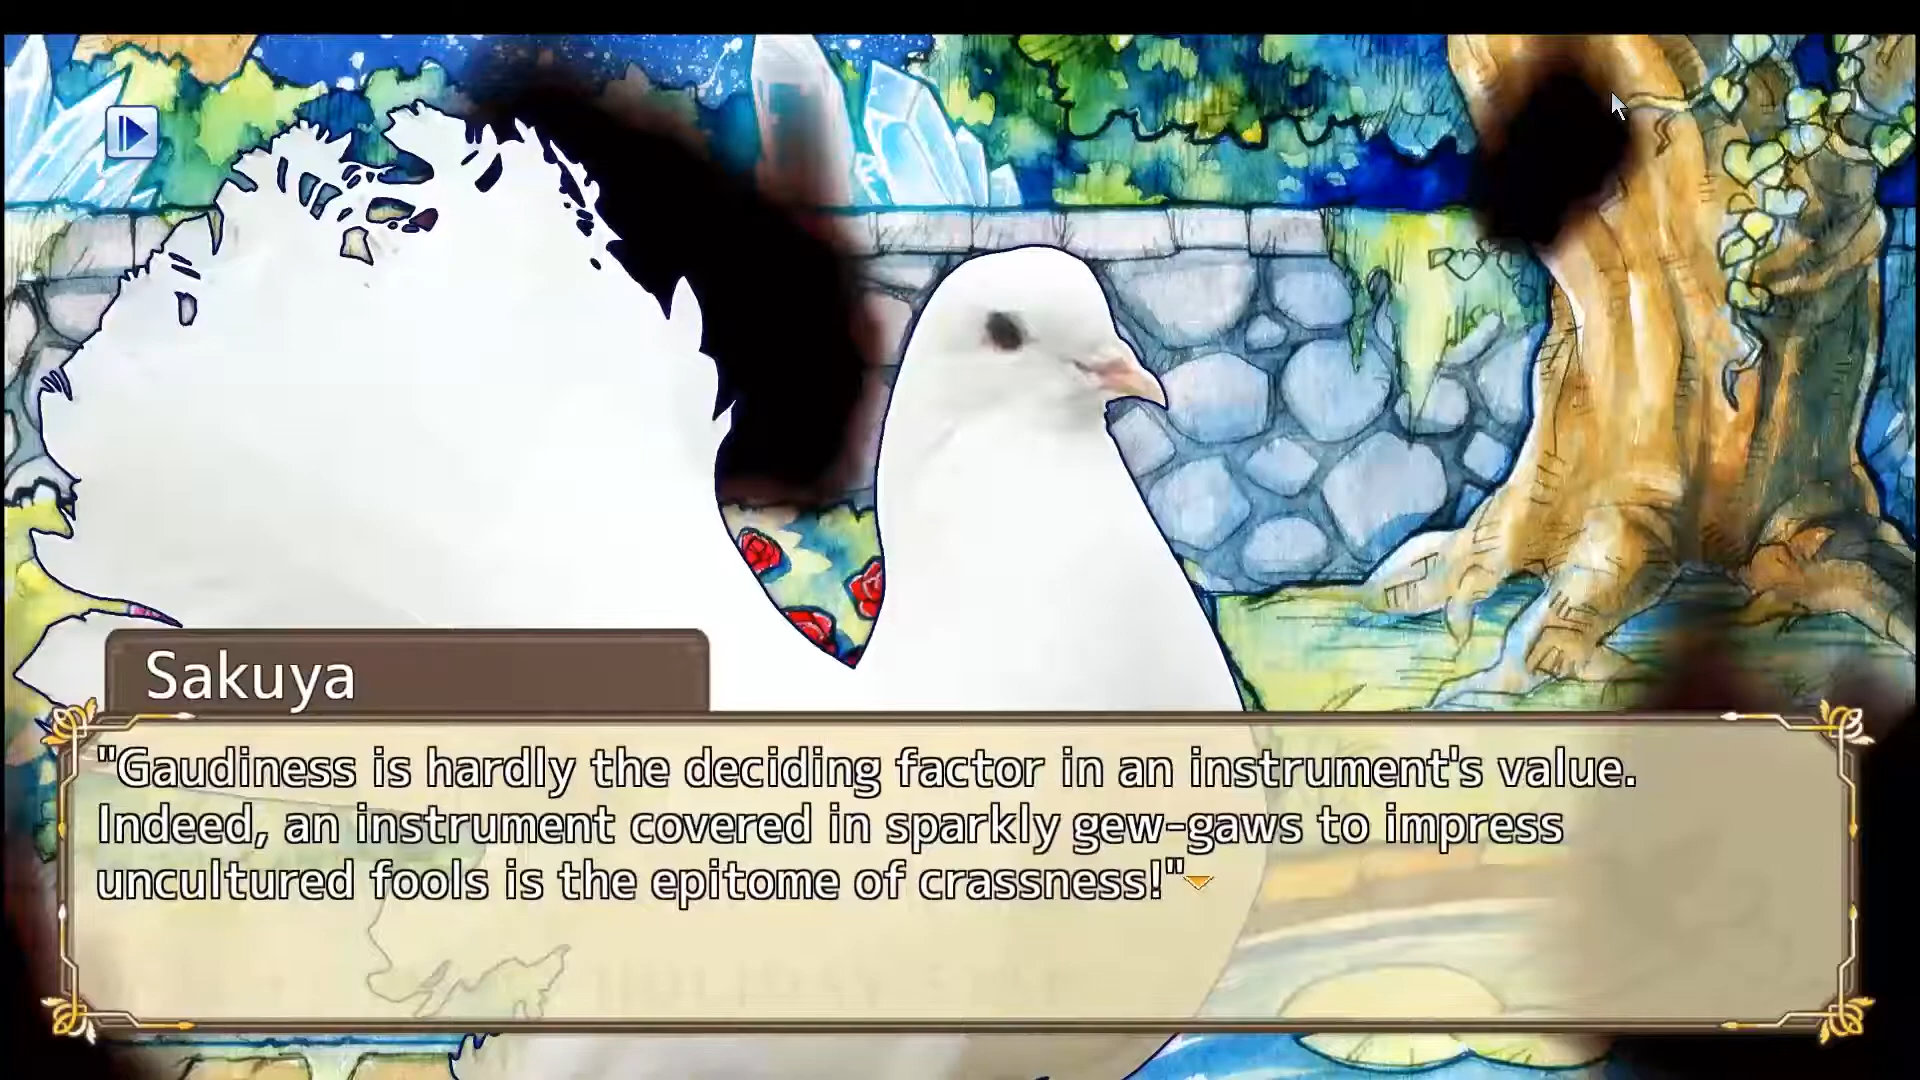 Sakuya
"Gaudiness is hardly the deciding factor in an instrument's value.
Indeed, an instrument covered in sparkly gew-gaws to impress
uncultured fools is the epitome of crassness!"